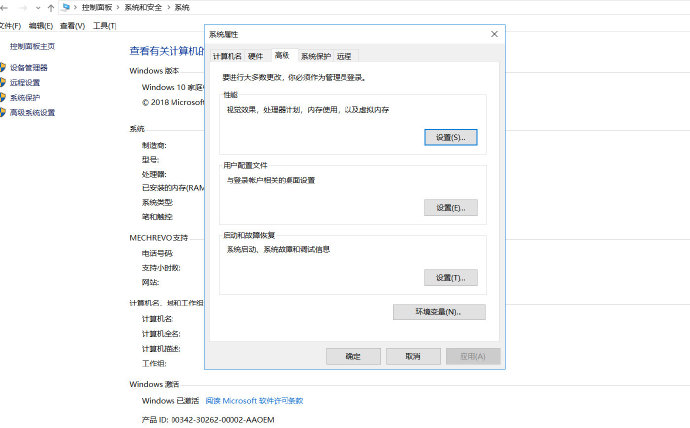 控制面板 › 系统和安全 › 系统
文件(F) 编辑(E) 查看(V) 工具(T)
控制面板主页
设备管理器
远程设置
系统保护
高级系统设置
查看有关计算机的
Windows 版本
Windows 10 家庭
© 2018 Microsoft
系统
制造商:
型号:
处理器:
已安装的内存(RAM
系统类型:
笔和触控:
MECHREVO 支持
电话号码:
支持小时数:
网站:
计算机名、域和工作组
计算机名:
计算机全名:
计算机描述:
工作组:
Windows 激活
Windows 已激活 阅读 Microsoft 软件许可条款
产品 ID: 00342-30262-00002-AAOEM
系统属性
计算机名 硬件 高级 系统保护 远程
要进行大多数更改，你必须作为管理员登录。
性能
视觉效果，处理器计划，内存使用，以及虚拟内存
设置(S)...
用户配置文件
与登录帐户相关的桌面设置
设置(E)...
启动和故障恢复
系统启动、系统故障和调试信息
设置(T)...
环境变量(N)...
确定 取消 应用(A)